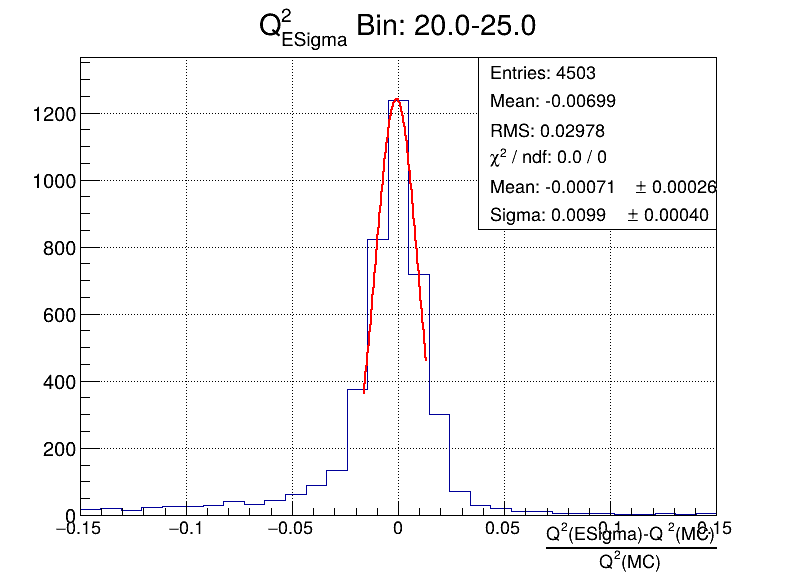 Q²ESigma Bin: 20.0-25.0
Entries: 4503
Mean: -0.00699
RMS: 0.02978
χ² / ndf: 0.0 / 0
Mean: -0.00071 ± 0.00026
Sigma: 0.0099 ± 0.00040
1200
1000
800
600
400
200
0
−0.15 −0.1 −0.05 0 0.05 0.1 0.15
Q²(ESigma)-Q²(MC)
Q²(MC)